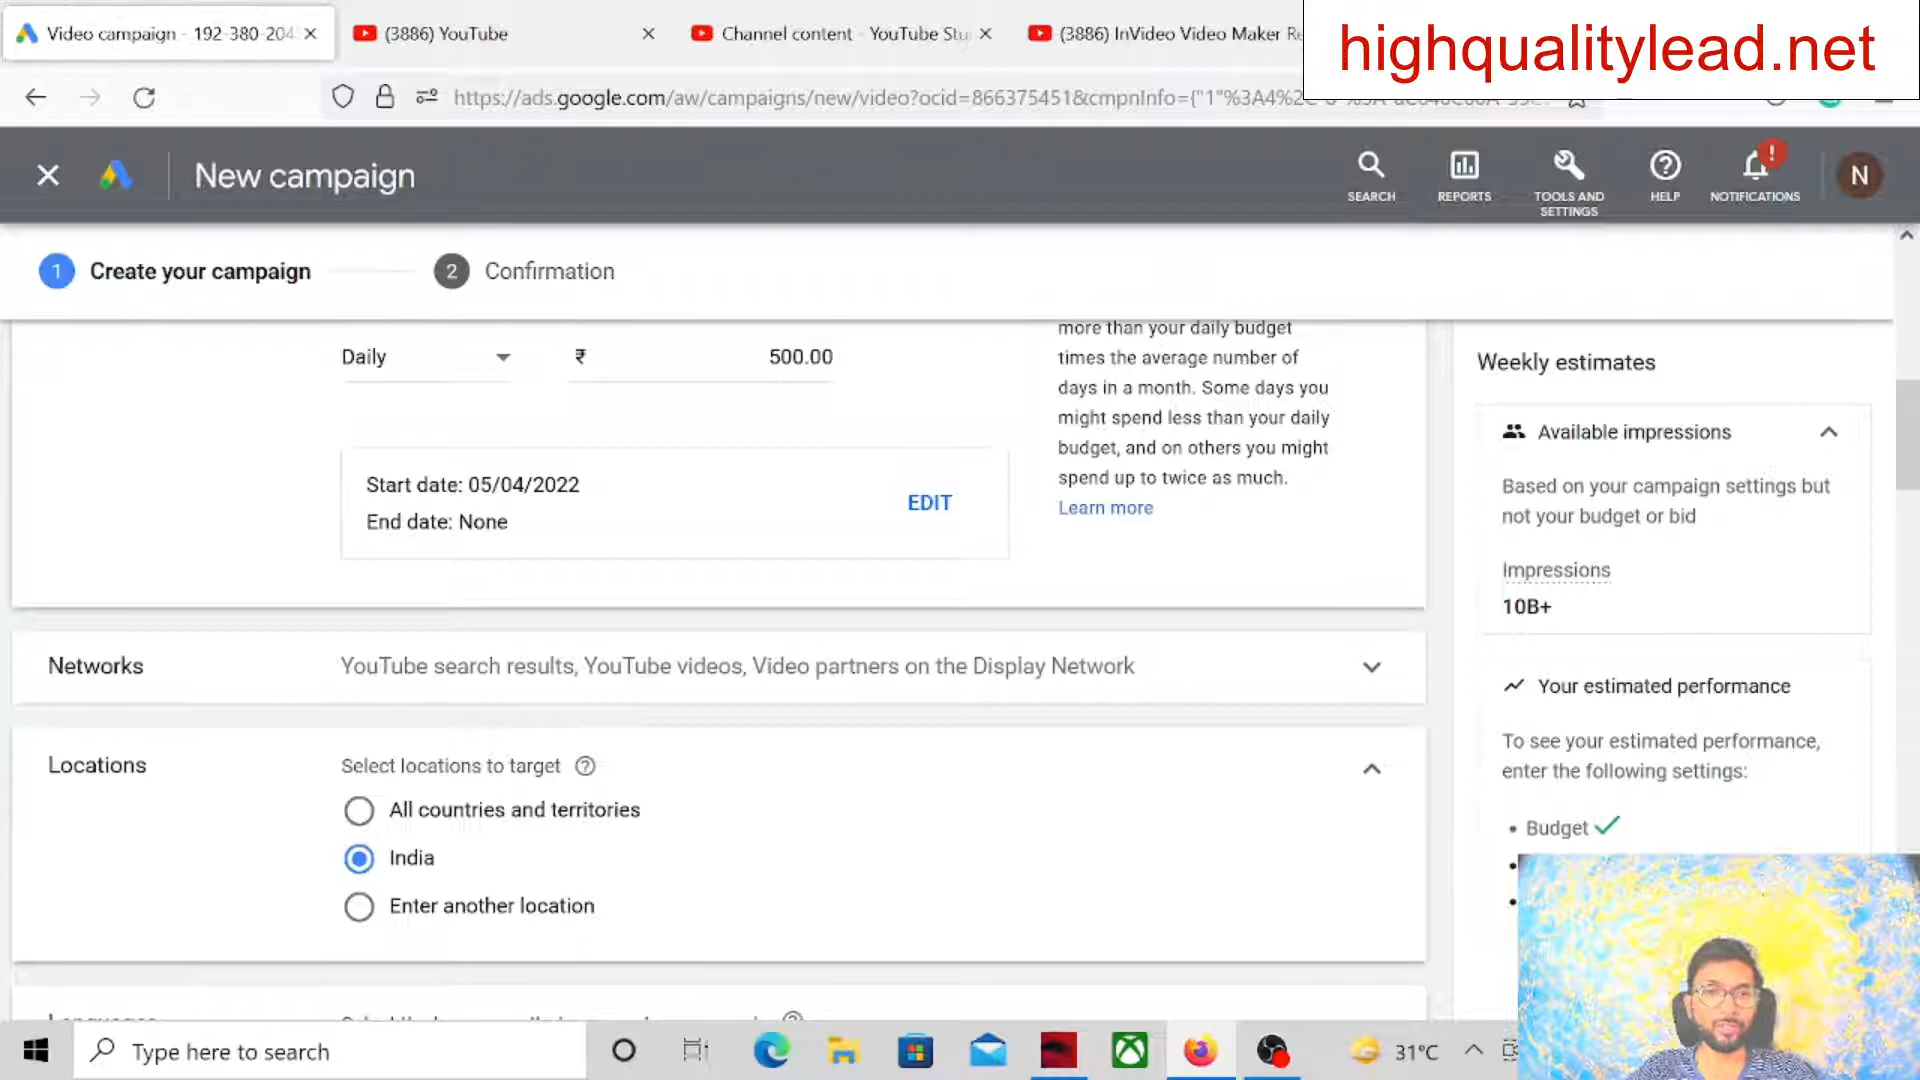 Video campaign - 192-380-204
(3886) YouTube
Channel content - YouTube Stu
(3886) InVideo Video Maker Re
highqualitylead.net
https://ads.google.com/aw/campaigns/new/video?ocid=866375451&cmpnInfo={"1"%3A4%2C
New campaign
SEARCH
REPORTS
TOOLS AND
SETTINGS
HELP
!
NOTIFICATIONS
N
1
Create your campaign
2
Confirmation
Daily
₹
500.00
more than your daily budget
times the average number of
days in a month. Some days you
might spend less than your daily
budget, and on others you might
spend up to twice as much.
Learn more
Start date: 05/04/2022
End date: None
EDIT
Weekly estimates
Available impressions
Based on your campaign settings but
not your budget or bid
Impressions
10B+
Networks
YouTube search results, YouTube videos, Video partners on the Display Network
Your estimated performance
To see your estimated performance,
enter the following settings:
• Budget
Locations
Select locations to target
All countries and territories
India
Enter another location
Languages
Type here to search
31°C